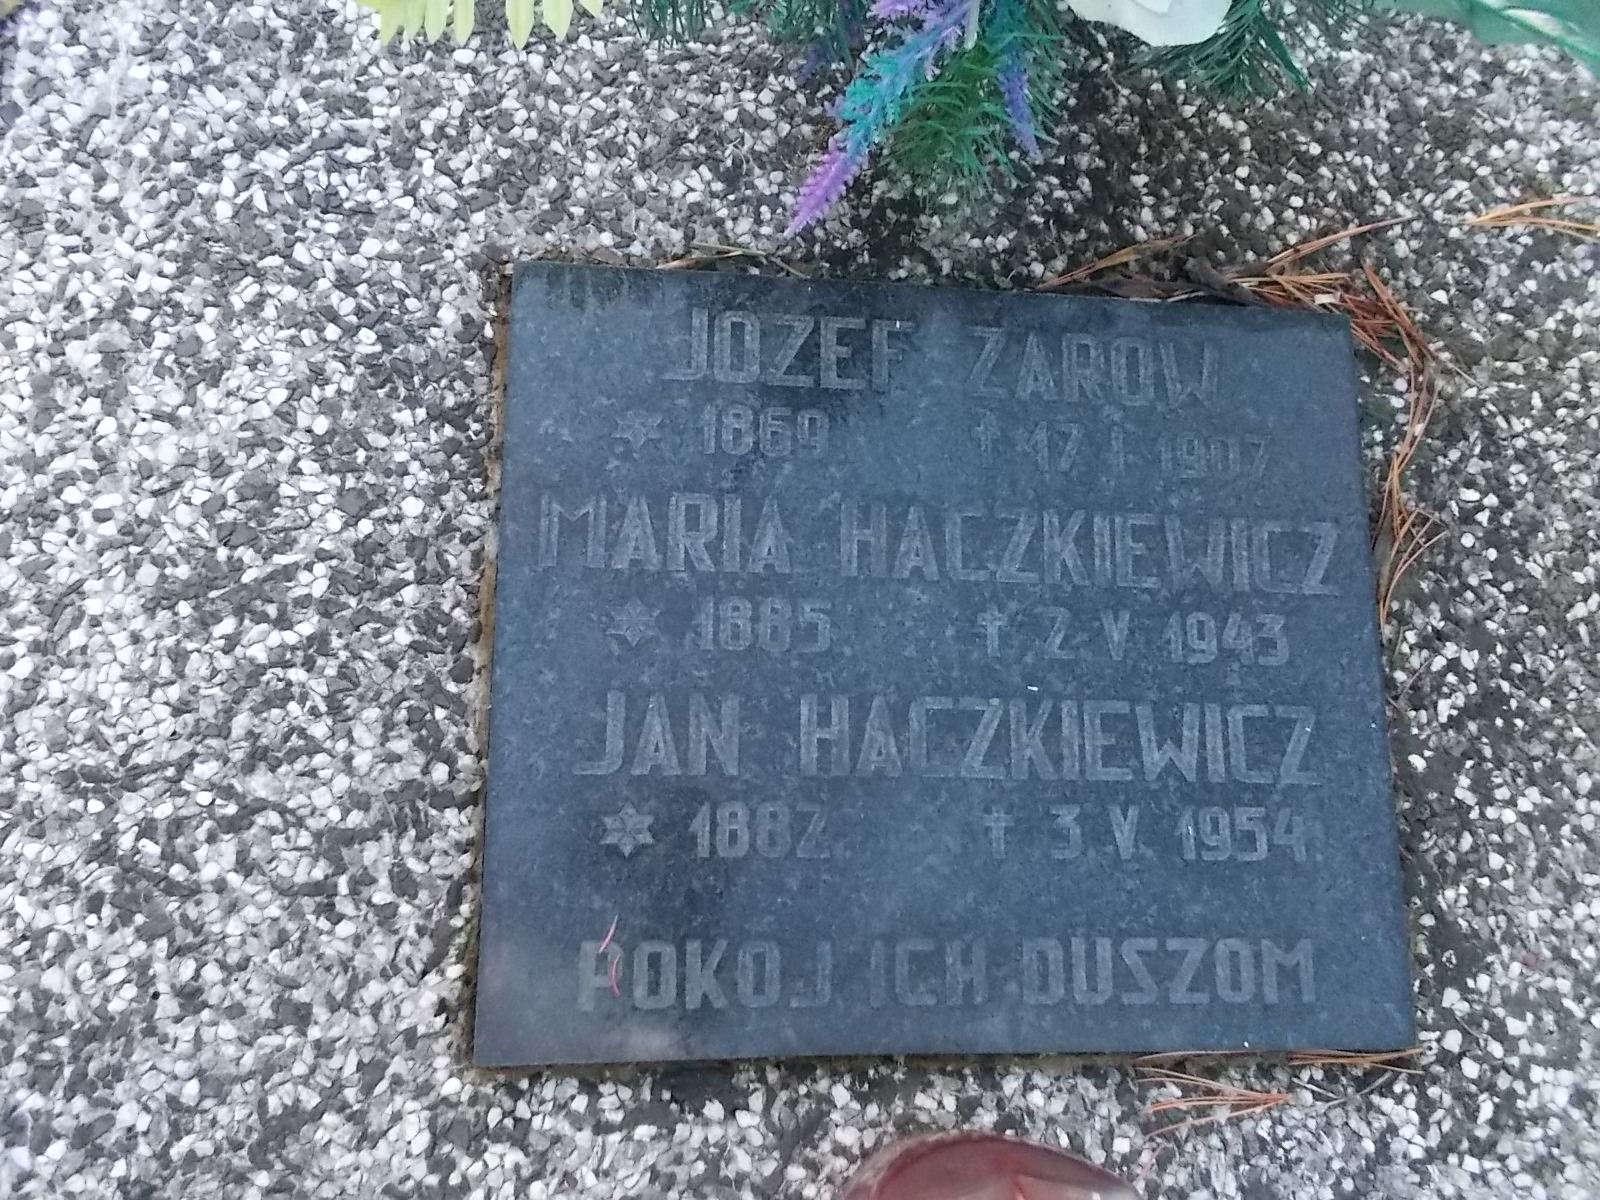 JOZEF ZAROW
* 1869 † 17 I 1907
MARIA HACZKIEWICZ
* 1885 † 2 V 1943
JAN HACZKIEWICZ
* 1882. † 3. V. 1954.
POKOJ ICH DUSZOM